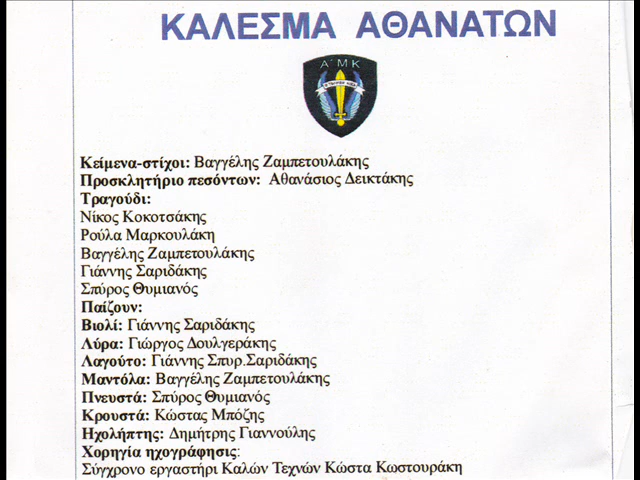 ΚΑΛΕΣΜΑ ΑΘΑΝΑΤΩΝ
Α΄ΜΚ
Κείμενα-στίχοι: Βαγγέλης Ζαμπετουλάκης
Προσκλητήριο πεσόντων: Αθανάσιος Δεικτάκης
Τραγούδι:
Νίκος Κοκοτσάκης
Ρούλα Μαρκουλάκη
Βαγγέλης Ζαμπετουλάκης
Γιάννης Σαριδάκης
Σπύρος Θυμιανός
Παίζουν:
Βιολί: Γιάννης Σαριδάκης
Λύρα: Γιώργος Δουλγεράκης
Λαγούτο: Γιάννης Σπυρ.Σαριδάκης
Μαντόλα: Βαγγέλης Ζαμπετουλάκης
Πνευστά: Σπύρος Θυμιανός
Κρουστά: Κώστας Μπόζης
Ηχολήπτης: Δημήτρης Γιαννούλης
Χορηγία ηχογράφησις:
Σύγχρονο εργαστήρι Καλών Τεχνών Κώστα Κωστουράκη